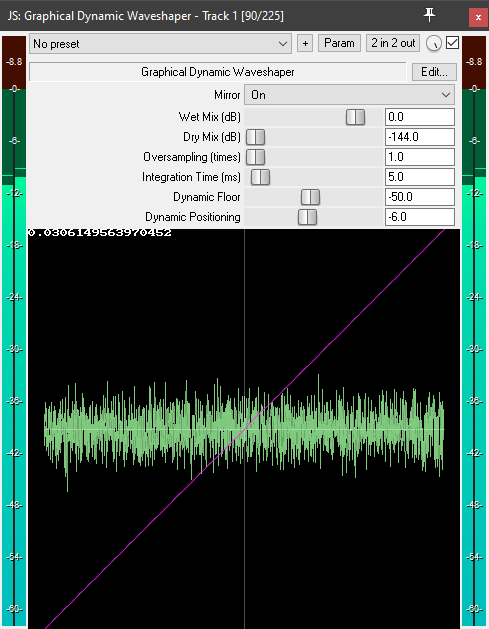 JS: Graphical Dynamic Waveshaper - Track 1 [90/225]
No preset + Param 2 in 2 out
Graphical Dynamic Waveshaper Edit...
Mirror On
Wet Mix (dB) 0.0
Dry Mix (dB) -144.0
Oversampling (times) 1.0
Integration Time (ms) 5.0
Dynamic Floor -50.0
Dynamic Positioning -6.0
0.0306149563970452
-8.8 -8.8
-0- -0-
-6- -6-
-12- -12-
-18- -18-
-24- -24-
-30- -30-
-36- -36-
-42- -42-
-48- -48-
-54- -54-
-60- -60-